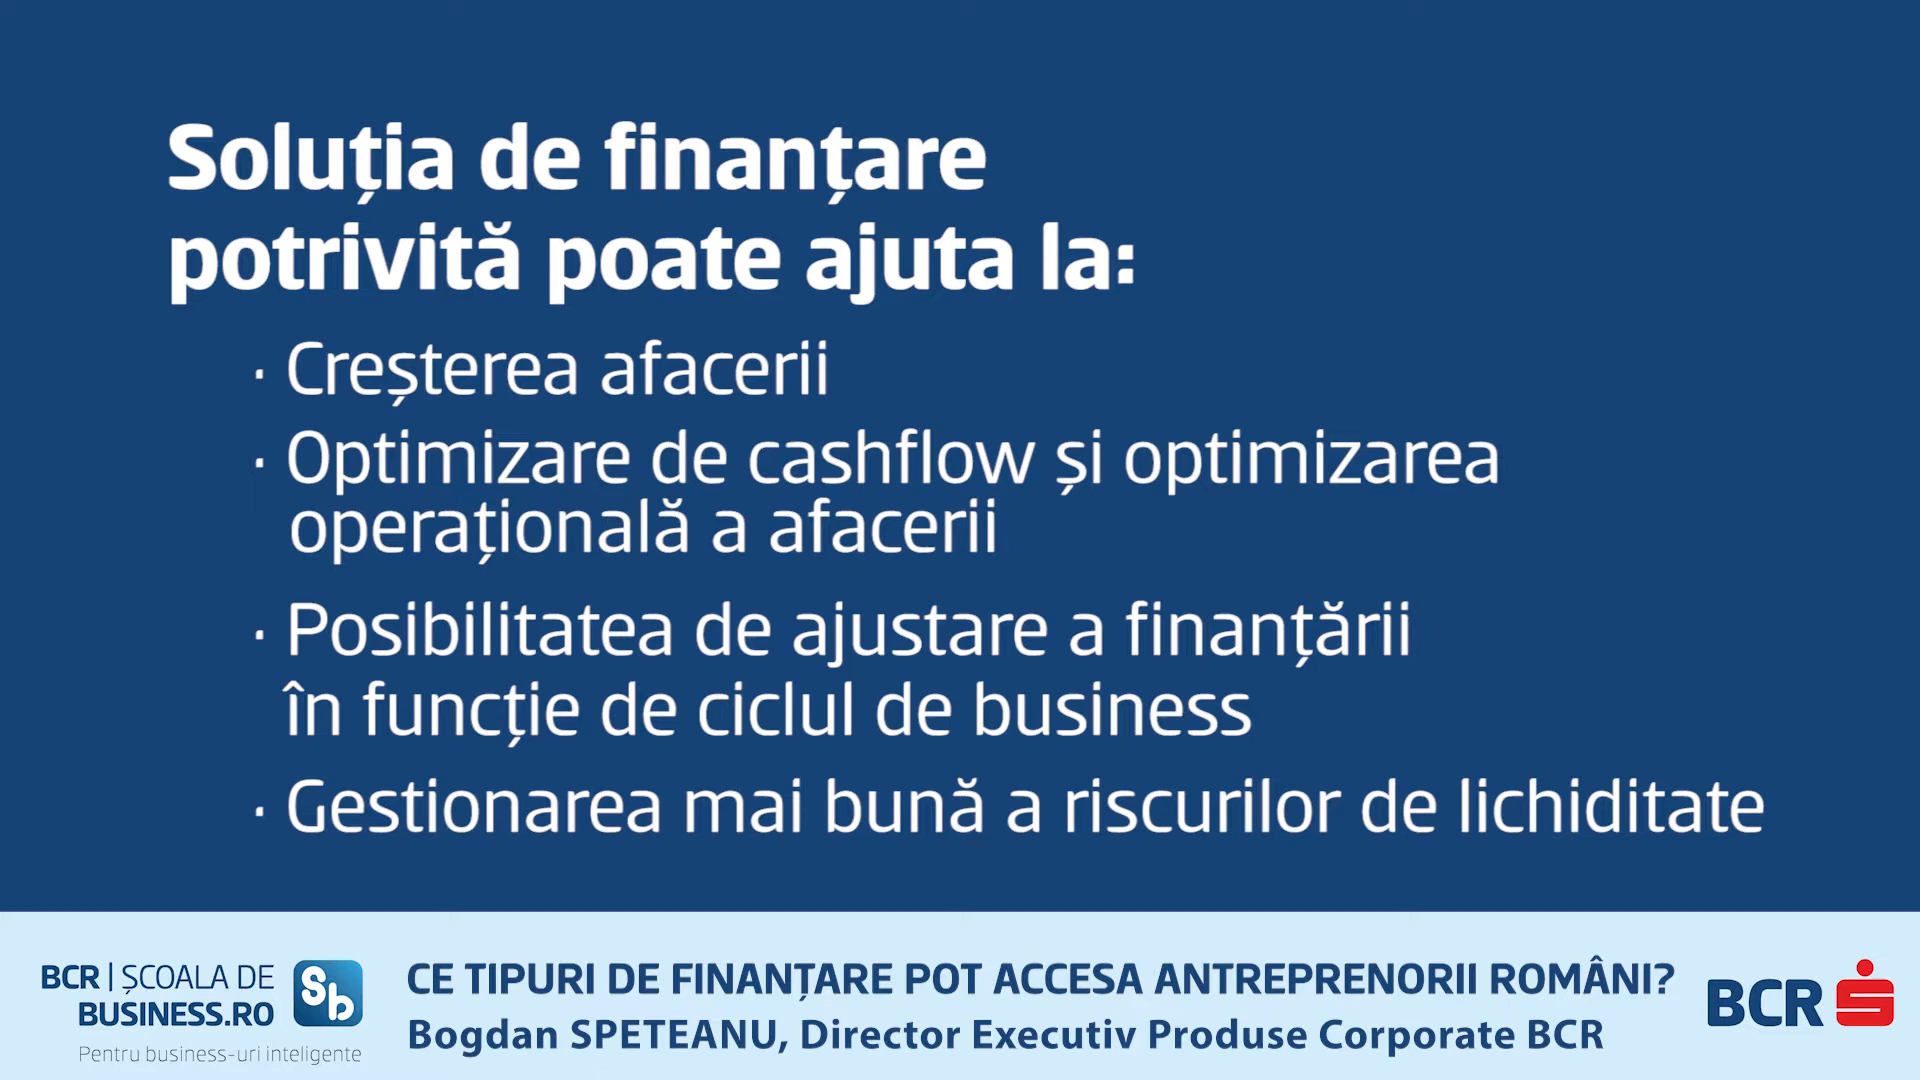 Soluția de finanțare
potrivită poate ajuta la:
· Creșterea afacerii
· Optimizare de cashflow și optimizarea
operațională a afacerii
· Posibilitatea de ajustare a finanțării
în funcție de ciclul de business
· Gestionarea mai bună a riscurilor de lichiditate
BCR | ȘCOALA DE
BUSINESS.RO
Sb
Pentru business-uri inteligente
CE TIPURI DE FINANȚARE POT ACCESA ANTREPRENORII ROMÂNI?
Bogdan SPETEANU, Director Executiv Produse Corporate BCR
BCR